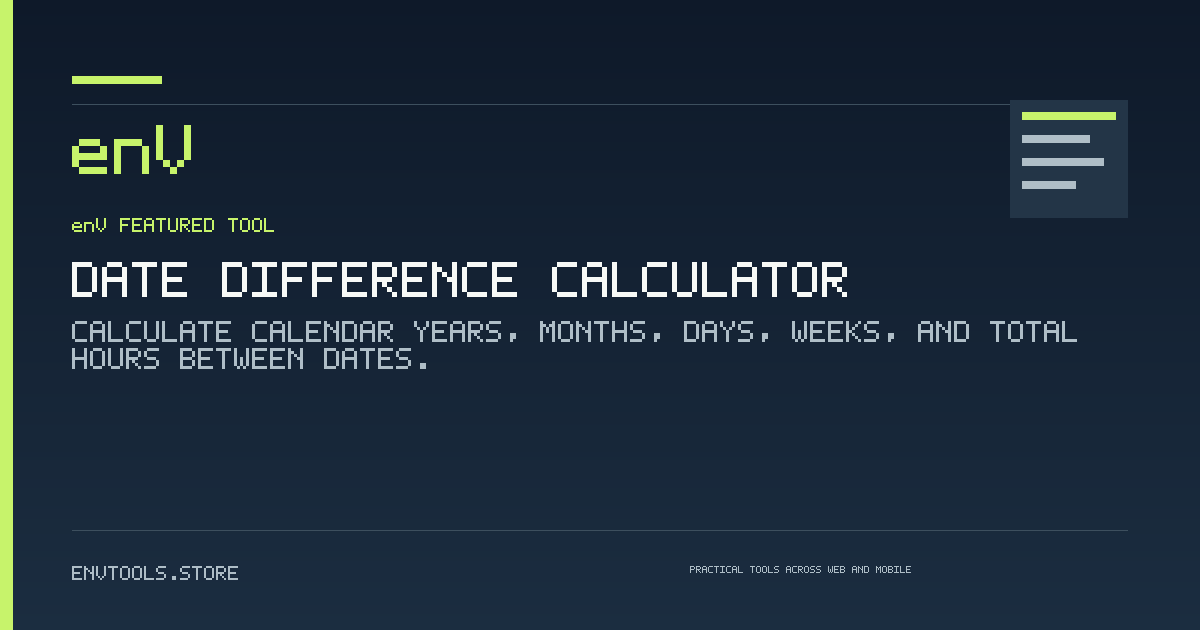 enV
enV FEATURED TOOL
DATE DIFFERENCE CALCULATOR
CALCULATE CALENDAR YEARS, MONTHS, DAYS, WEEKS, AND TOTAL
HOURS BETWEEN DATES.
ENVTOOLS.STORE
PRACTICAL TOOLS ACROSS WEB AND MOBILE